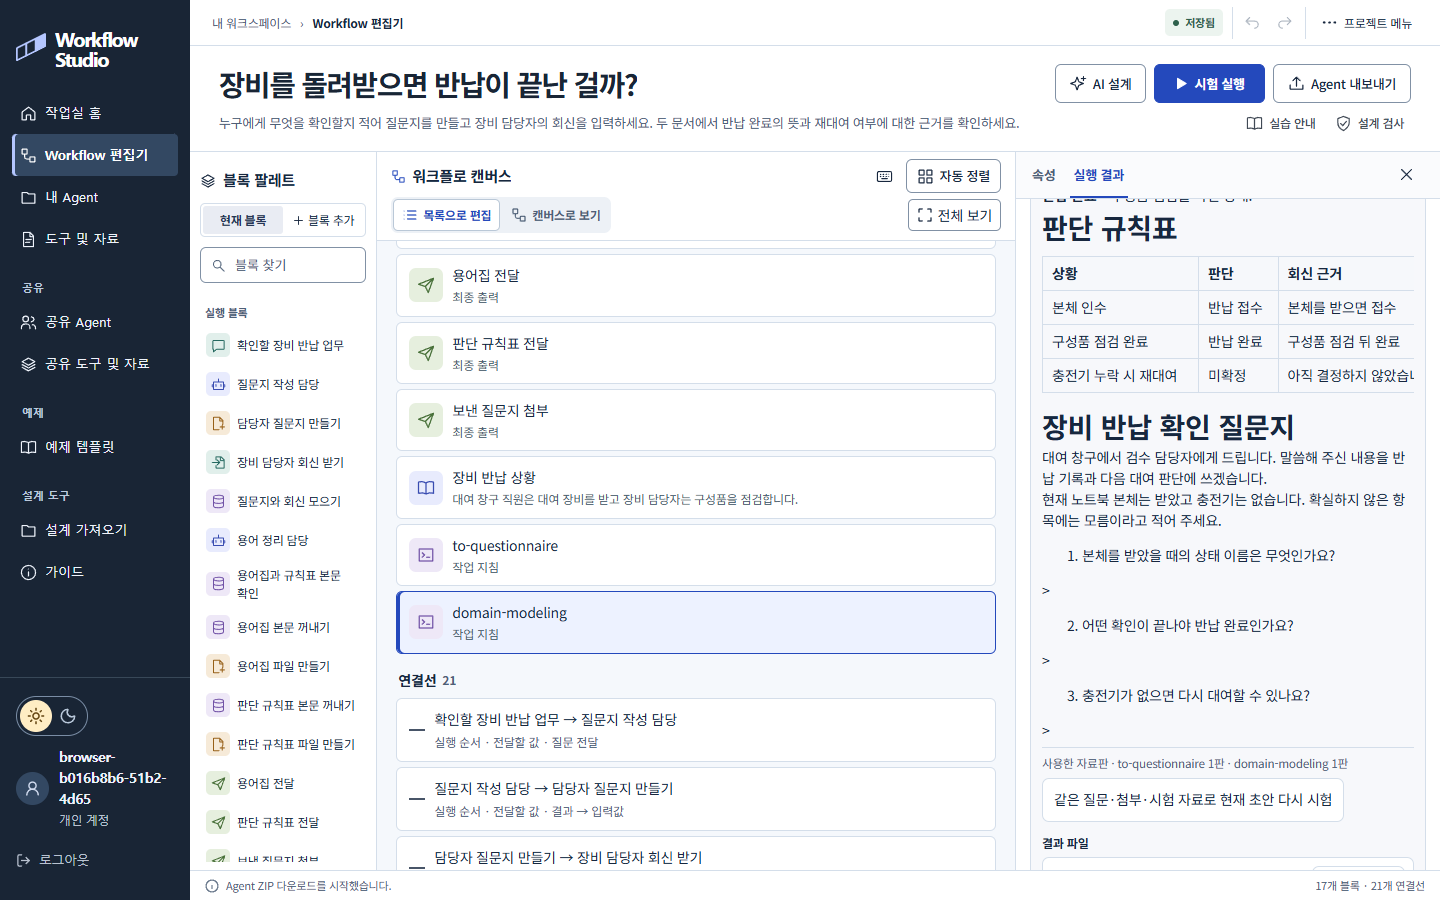 Workflow
Studio
작업실 홈
Workflow 편집기
내 Agent
도구 및 자료
공유
공유 Agent
공유 도구 및 자료
예제
예제 템플릿
설계 도구
설계 가져오기
가이드
browser-
b016b8b6-51b2-
4d65
개인 계정
로그아웃
내 워크스페이스 › Workflow 편집기
저장됨
프로젝트 메뉴
장비를 돌려받으면 반납이 끝난 걸까?
누구에게 무엇을 확인할지 적어 질문지를 만들고 장비 담당자의 회신을 입력하세요. 두 문서에서 반납 완료의 뜻과 재대여 여부에 대한 근거를 확인하세요.
AI 설계
시험 실행
Agent 내보내기
실습 안내
설계 검사
블록 팔레트
현재 블록
블록 추가
블록 찾기
실행 블록
확인할 장비 반납 업무
질문지 작성 담당
담당자 질문지 만들기
장비 담당자 회신 받기
질문지와 회신 모으기
용어 정리 담당
용어집과 규칙표 본문
확인
용어집 본문 꺼내기
용어집 파일 만들기
판단 규칙표 본문 꺼내기
판단 규칙표 파일 만들기
용어집 전달
판단 규칙표 전달
보낸 질문지 첨부
워크플로 캔버스
자동 정렬
목록으로 편집
캔버스로 보기
전체 보기
용어집 전달
최종 출력
판단 규칙표 전달
최종 출력
보낸 질문지 첨부
최종 출력
장비 반납 상황
대여 창구 직원은 대여 장비를 받고 장비 담당자는 구성품을 점검합니다.
to-questionnaire
작업 지침
domain-modeling
작업 지침
연결선 21
확인할 장비 반납 업무 → 질문지 작성 담당
실행 순서 · 전달할 값 · 질문 전달
질문지 작성 담당 → 담당자 질문지 만들기
실행 순서 · 전달할 값 · 결과 → 입력값
담당자 질문지 만들기 → 장비 담당자 회신 받기
속성
실행 결과
판단 규칙표
상황 판단 회신 근거
본체 인수 반납 접수 본체를 받으면 접수
구성품 점검 완료 반납 완료 구성품 점검 뒤 완료
충전기 누락 시 재대여 미확정 아직 결정하지 않았습니
장비 반납 확인 질문지
대여 창구에서 검수 담당자에게 드립니다. 말씀해 주신 내용을 반
납 기록과 다음 대여 판단에 쓰겠습니다.
현재 노트북 본체는 받았고 충전기는 없습니다. 확실하지 않은 항
목에는 모름이라고 적어 주세요.
1. 본체를 받았을 때의 상태 이름은 무엇인가요?
>
2. 어떤 확인이 끝나야 반납 완료인가요?
>
3. 충전기가 없으면 다시 대여할 수 있나요?
>
사용한 자료판 · to-questionnaire 1판 · domain-modeling 1판
같은 질문·첨부·시험 자료로 현재 초안 다시 시험
결과 파일
Agent ZIP 다운로드를 시작했습니다.
17개 블록 · 21개 연결선